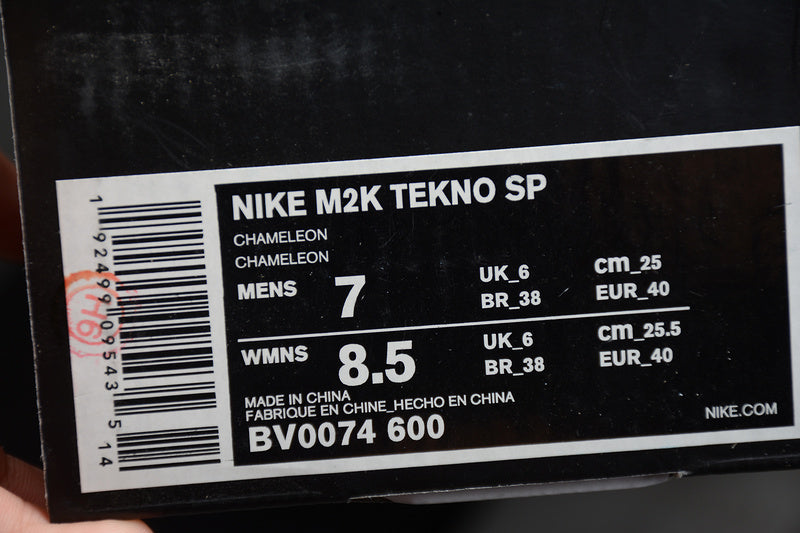 NIKE M2K TEKNO SP
CHAMELEON
CHAMELEON
MENS 7 UK_6 cm_25
BR_38 EUR_40
WMNS 8.5 UK_6 cm_25.5
BR_38 EUR_40
MADE IN CHINA
FABRIQUE EN CHINE_HECHO EN CHINA
BV0074 600
NIKE.COM
1 92499 09543 5 14
H6